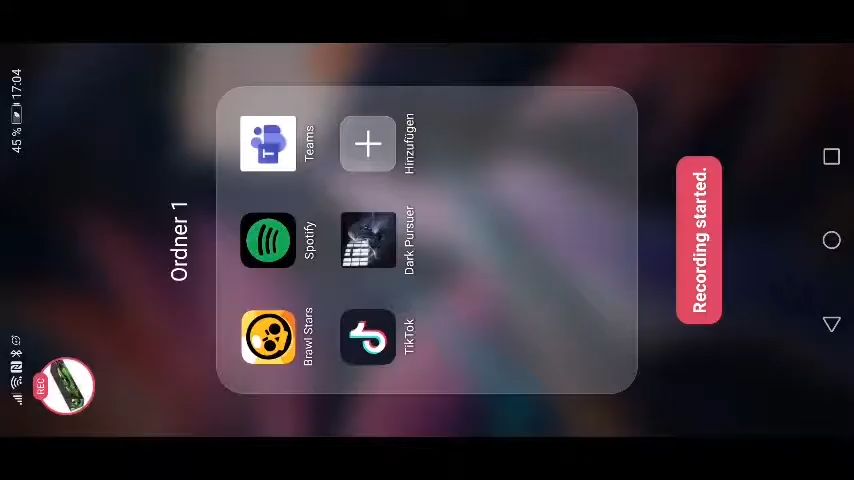 45 % 17:04
REC
Ordner 1
Brawl Stars
Spotify
Teams
TikTok
Dark Pursuer
Hinzufügen
Recording started.